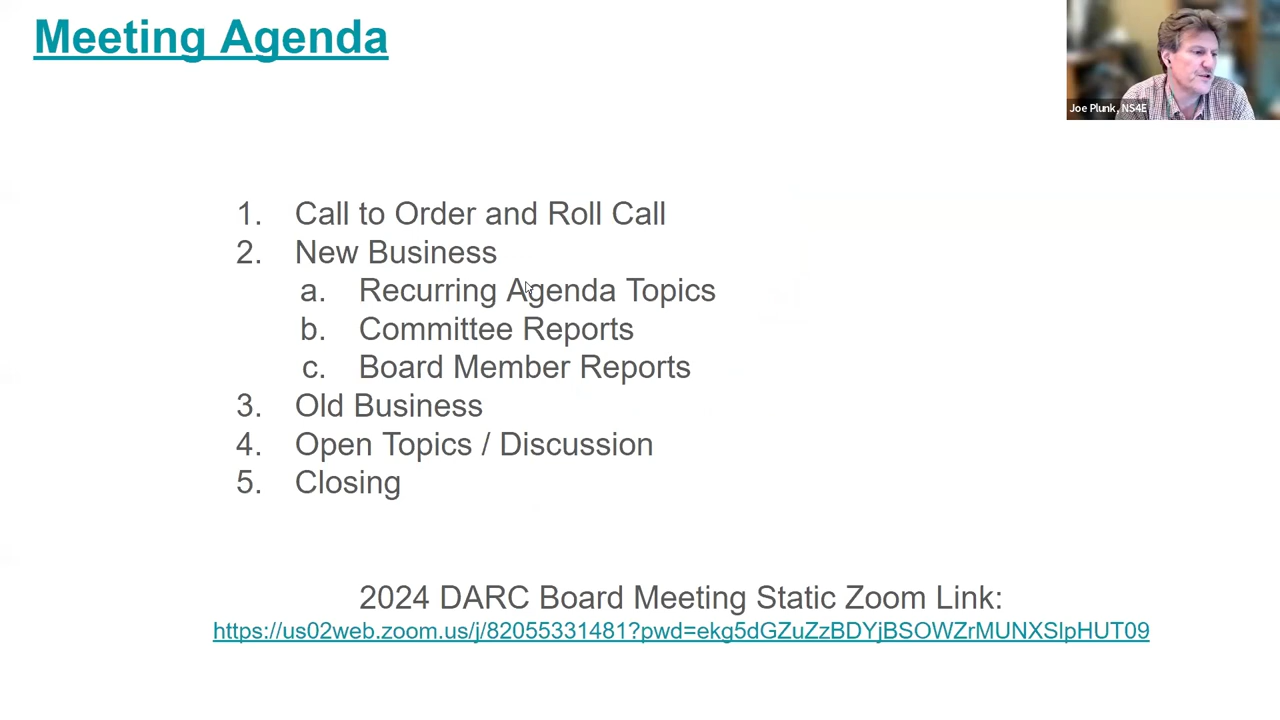 Meeting Agenda
Joe Plunk, NS4E
1. Call to Order and Roll Call
2. New Business
a. Recurring Agenda Topics
b. Committee Reports
c. Board Member Reports
3. Old Business
4. Open Topics / Discussion
5. Closing
2024 DARC Board Meeting Static Zoom Link:
https://us02web.zoom.us/j/82055331481?pwd=ekg5dGZuZzBDYjBSOWZrMUNXSlpHUT09